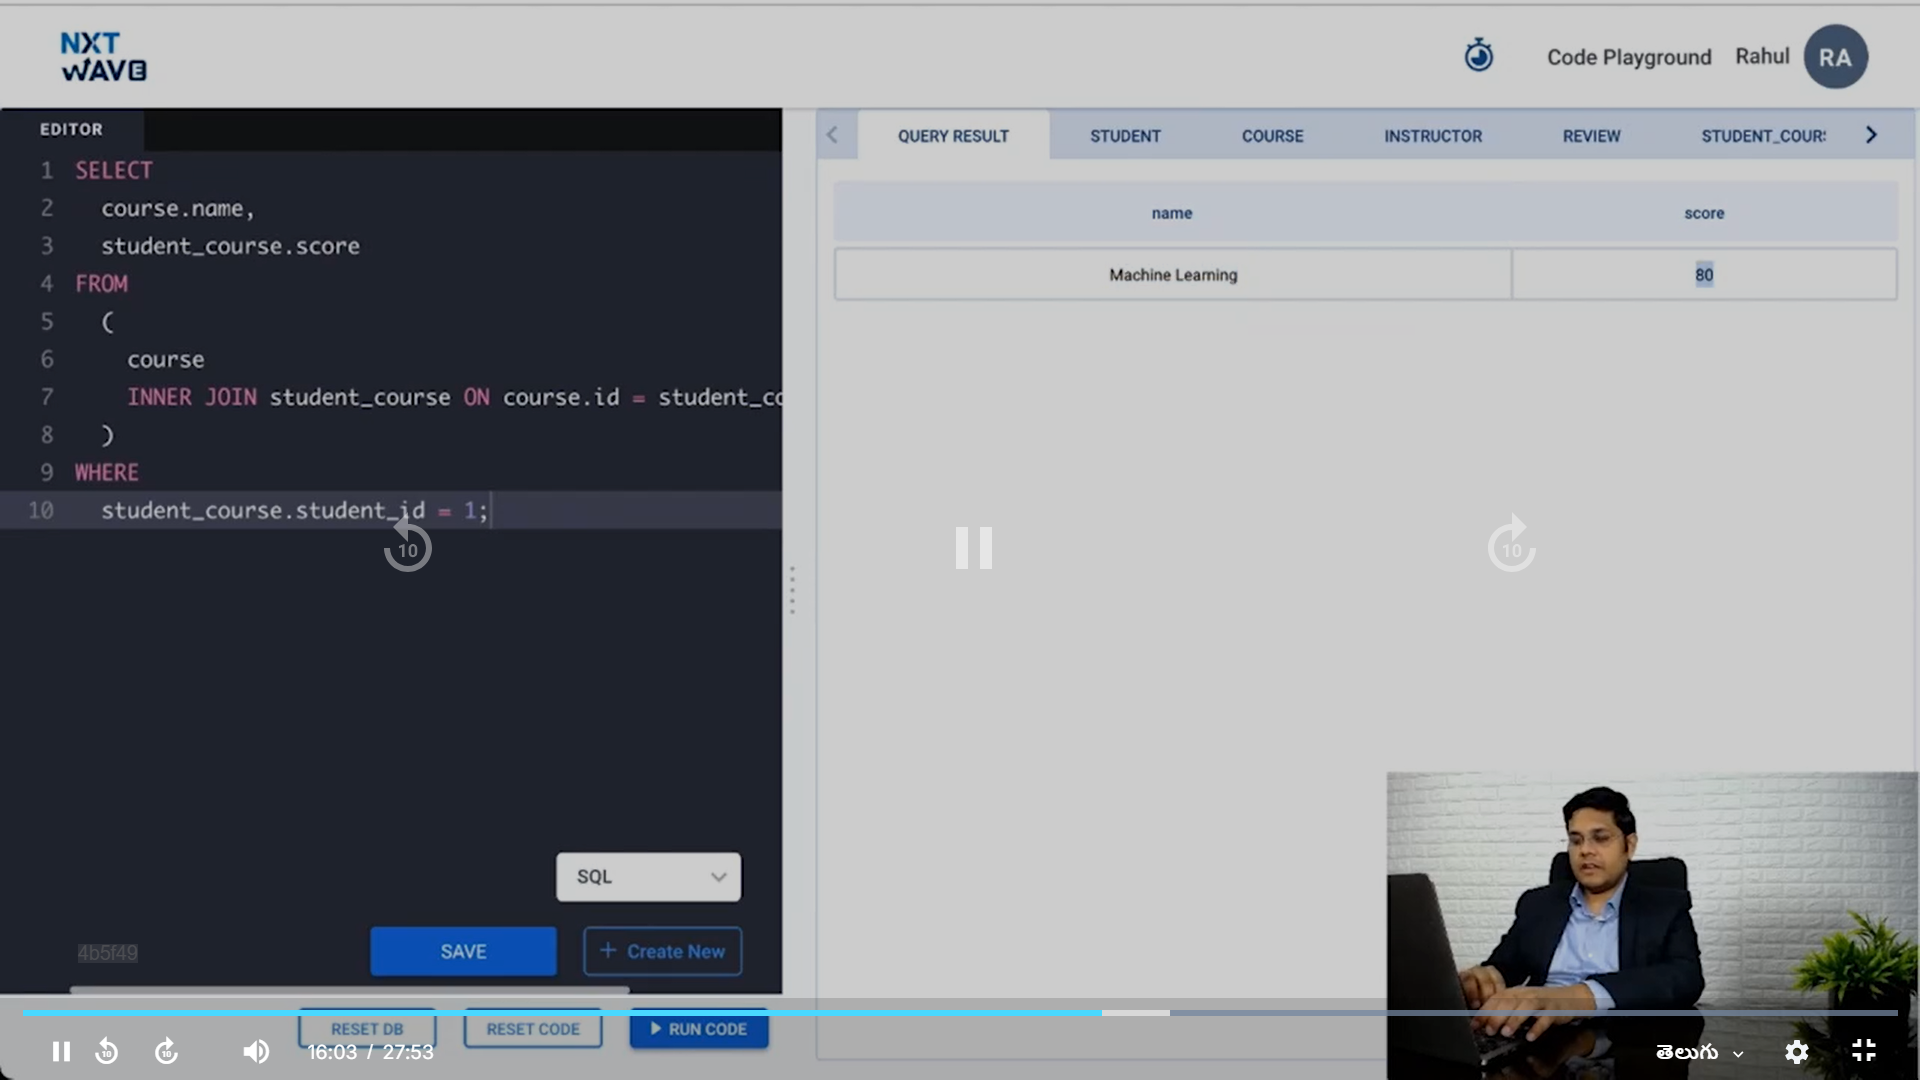 NXT
WAVE
Code Playground Rahul RA
EDITOR
QUERY RESULT STUDENT COURSE INSTRUCTOR REVIEW STUDENT_COUR
1 SELECT
2 course.name,
3 student_course.score
4 FROM
5 (
6 course
7 INNER JOIN student_course ON course.id = student_co
8 )
9 WHERE
10 student_course.student_id = 1;
name score
Machine Learning 80
10
10
SQL
4b5f49
SAVE + Create New
RESET DB RESET CODE RUN CODE
10 10 16:03 / 27:53
తెలుగు